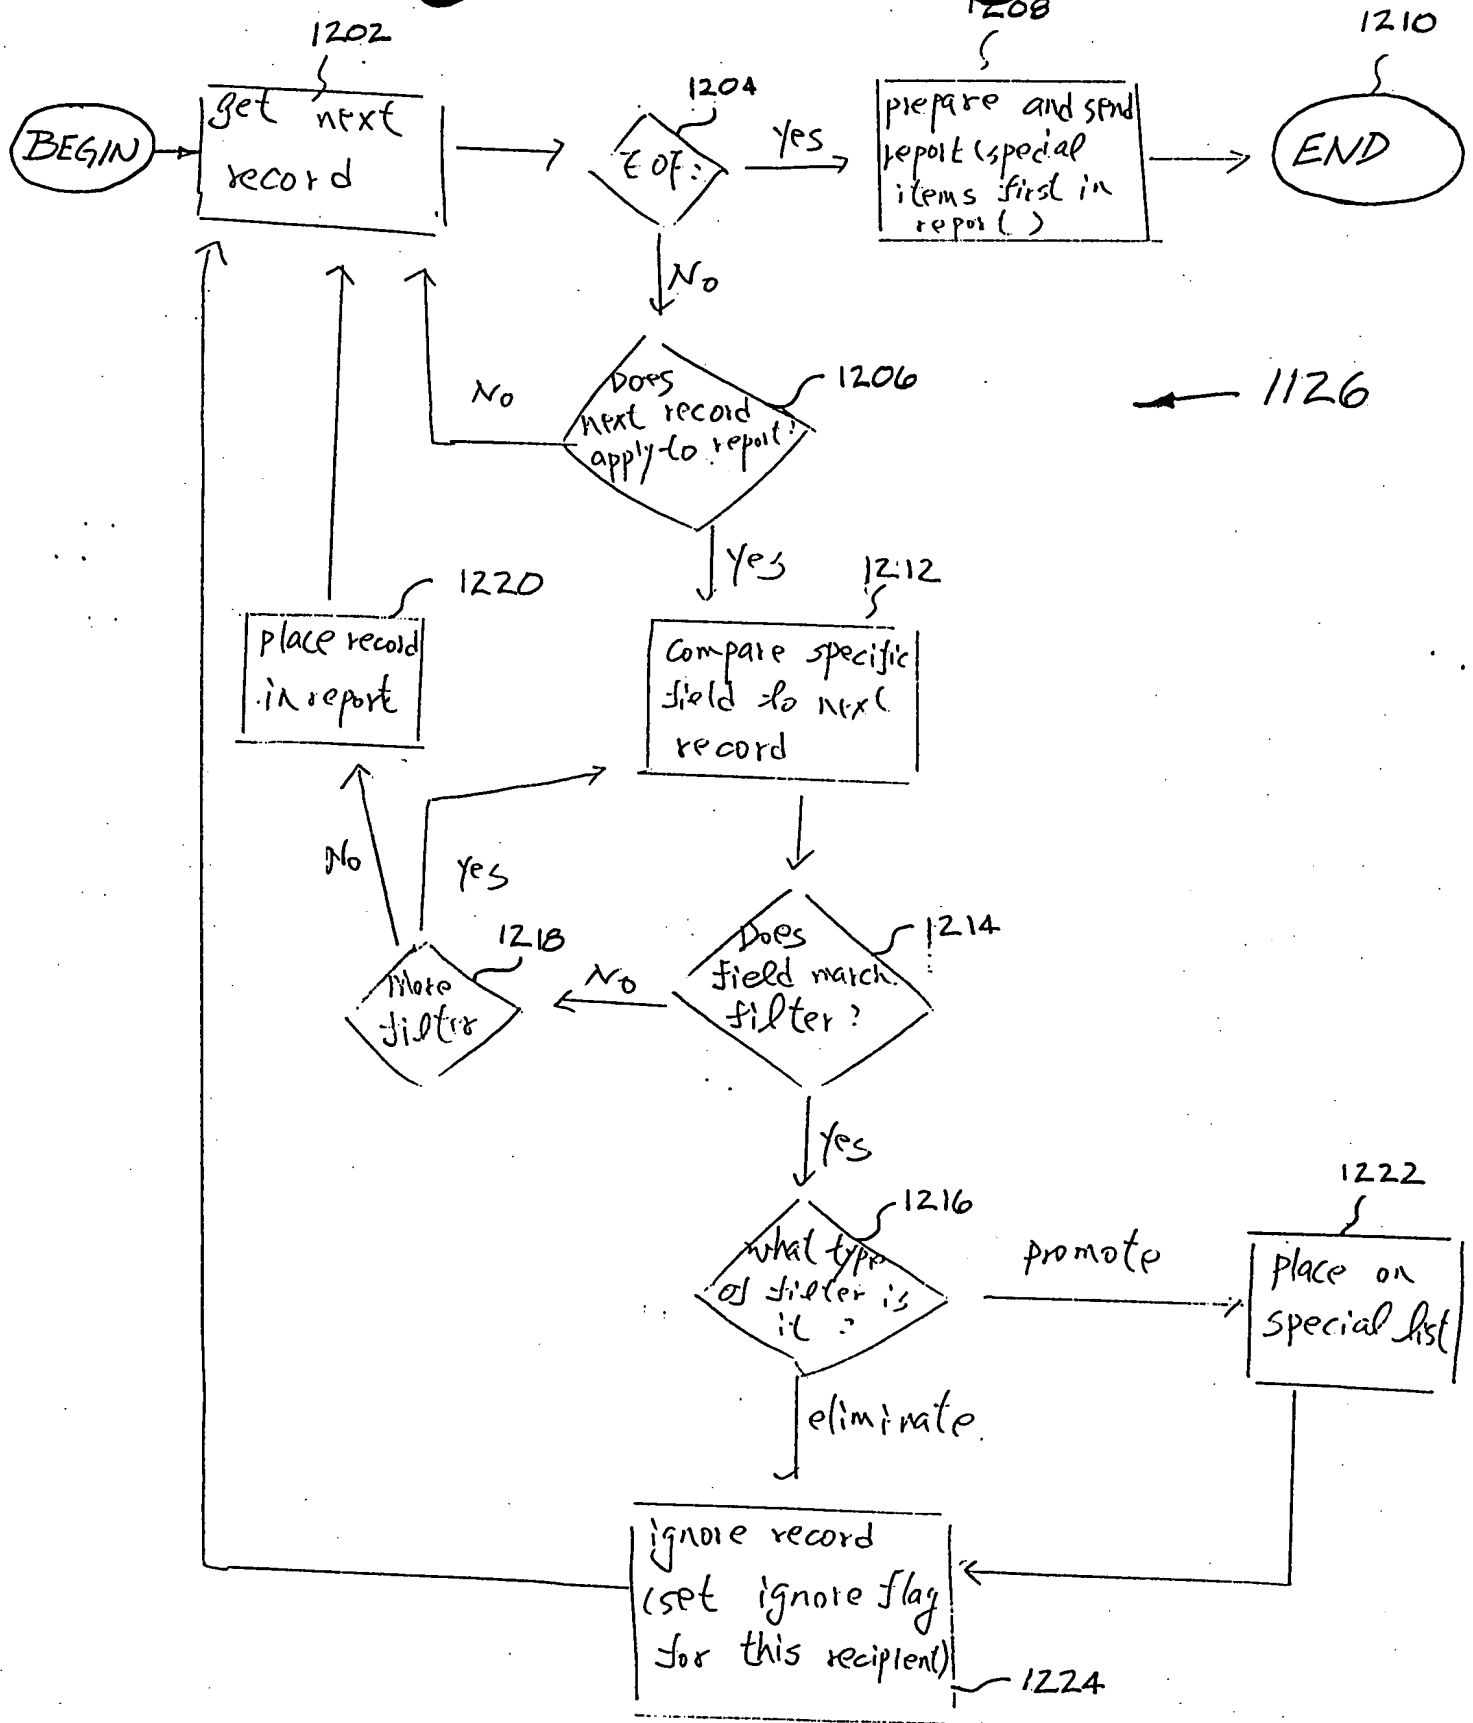 1202
1208
1210
1204
BEGIN
get next
record
EOF:
Yes
prepare and send
report (special
items first in
report)
END
No
No
Does
next record
apply to report?
1206
1126
Yes
1220
1212
place record
in report
compare specific
field to next
record
No
Yes
1218
More
filter
No
Does
field march
filter?
1214
Yes
1216
what type
of filter is
it?
promote
1222
place on
special list
eliminate.
ignore record
(set ignore flag
for this recipient)
1224